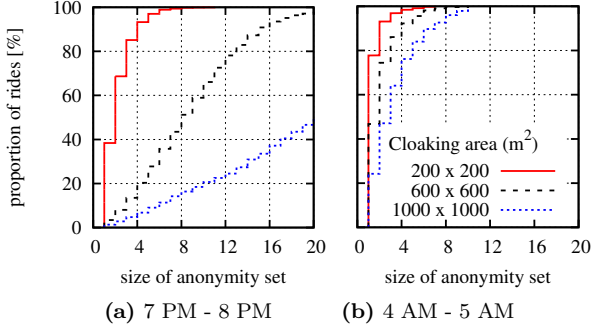 proportion of rides [%]
100
80
60
40
20
0
0 4 8 12 16 20
size of anonymity set
(a) 7 PM - 8 PM
Cloaking area (m²)
200 x 200
600 x 600
1000 x 1000
0 4 8 12 16 20
size of anonymity set
(b) 4 AM - 5 AM